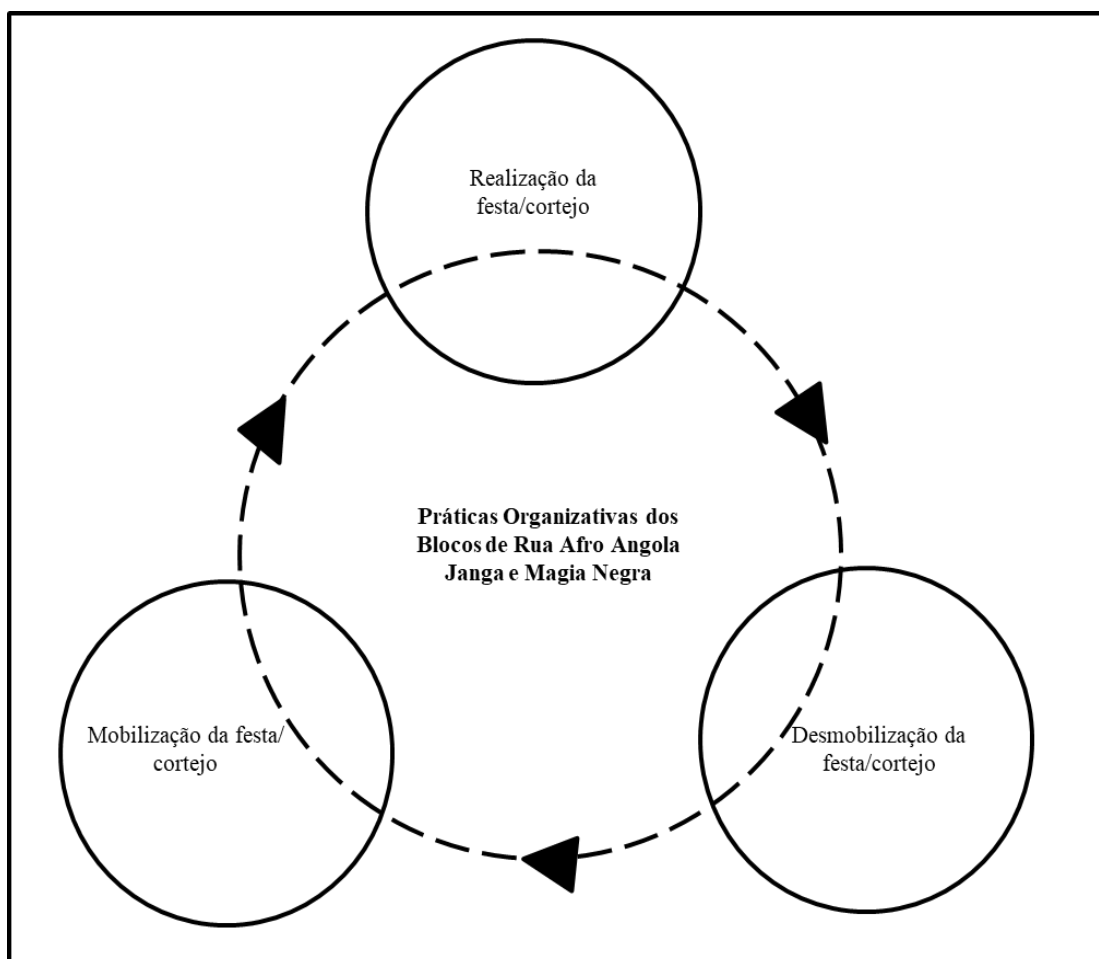 Realização da
festa/cortejo
Práticas Organizativas dos
Blocos de Rua Afro Angola
Janga e Magia Negra
Mobilização da festa/
cortejo
Desmobilização da
festa/cortejo